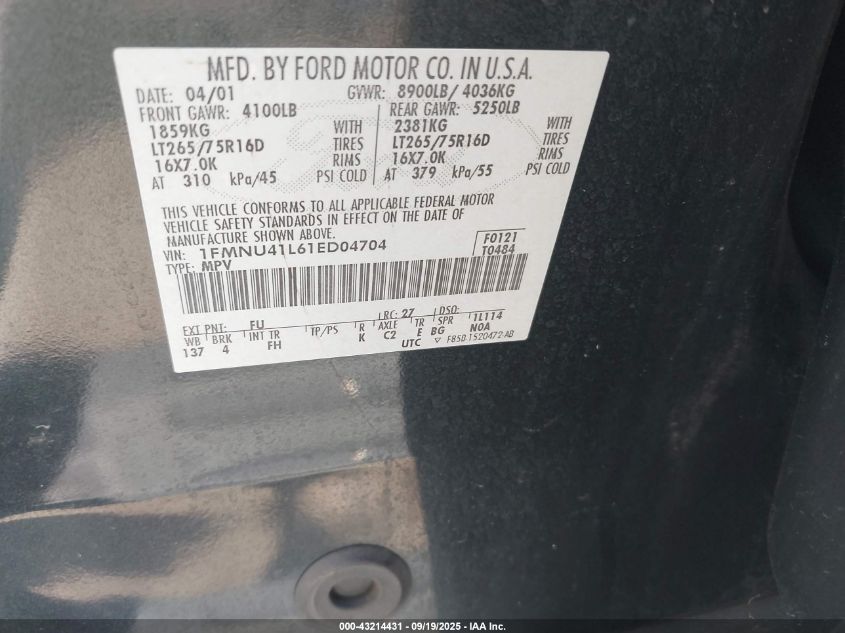 MFD. BY FORD MOTOR CO. IN U.S.A.
DATE: 04/01 GVWR: 8900LB/ 4036KG
FRONT GAWR: 4100LB REAR GAWR: 5250LB
1859KG WITH 2381KG WITH
LT265/75R16D TIRES LT265/75R16D TIRES
16X7.0K RIMS 16X7.0K RIMS
AT 310 kPa/45 PSI COLD AT 379 kPa/55 PSI COLD
THIS VEHICLE CONFORMS TO ALL APPLICABLE FEDERAL MOTOR
VEHICLE SAFETY STANDARDS IN EFFECT ON THE DATE OF
MANUFACTURE SHOWN ABOVE.
VIN: 1FMNU41L61ED04704 F0121
TYPE: MPV T0484
EXT PNT: FU RC: 27 DSO:
WB BRK INT TR TP/PS R AXLE TR SPR 1L114
137 4 FH K C2 E BG N0A
UTC ▽ F85B-1520472-AB
000-43214431 - 09/19/2025 - IAA Inc.